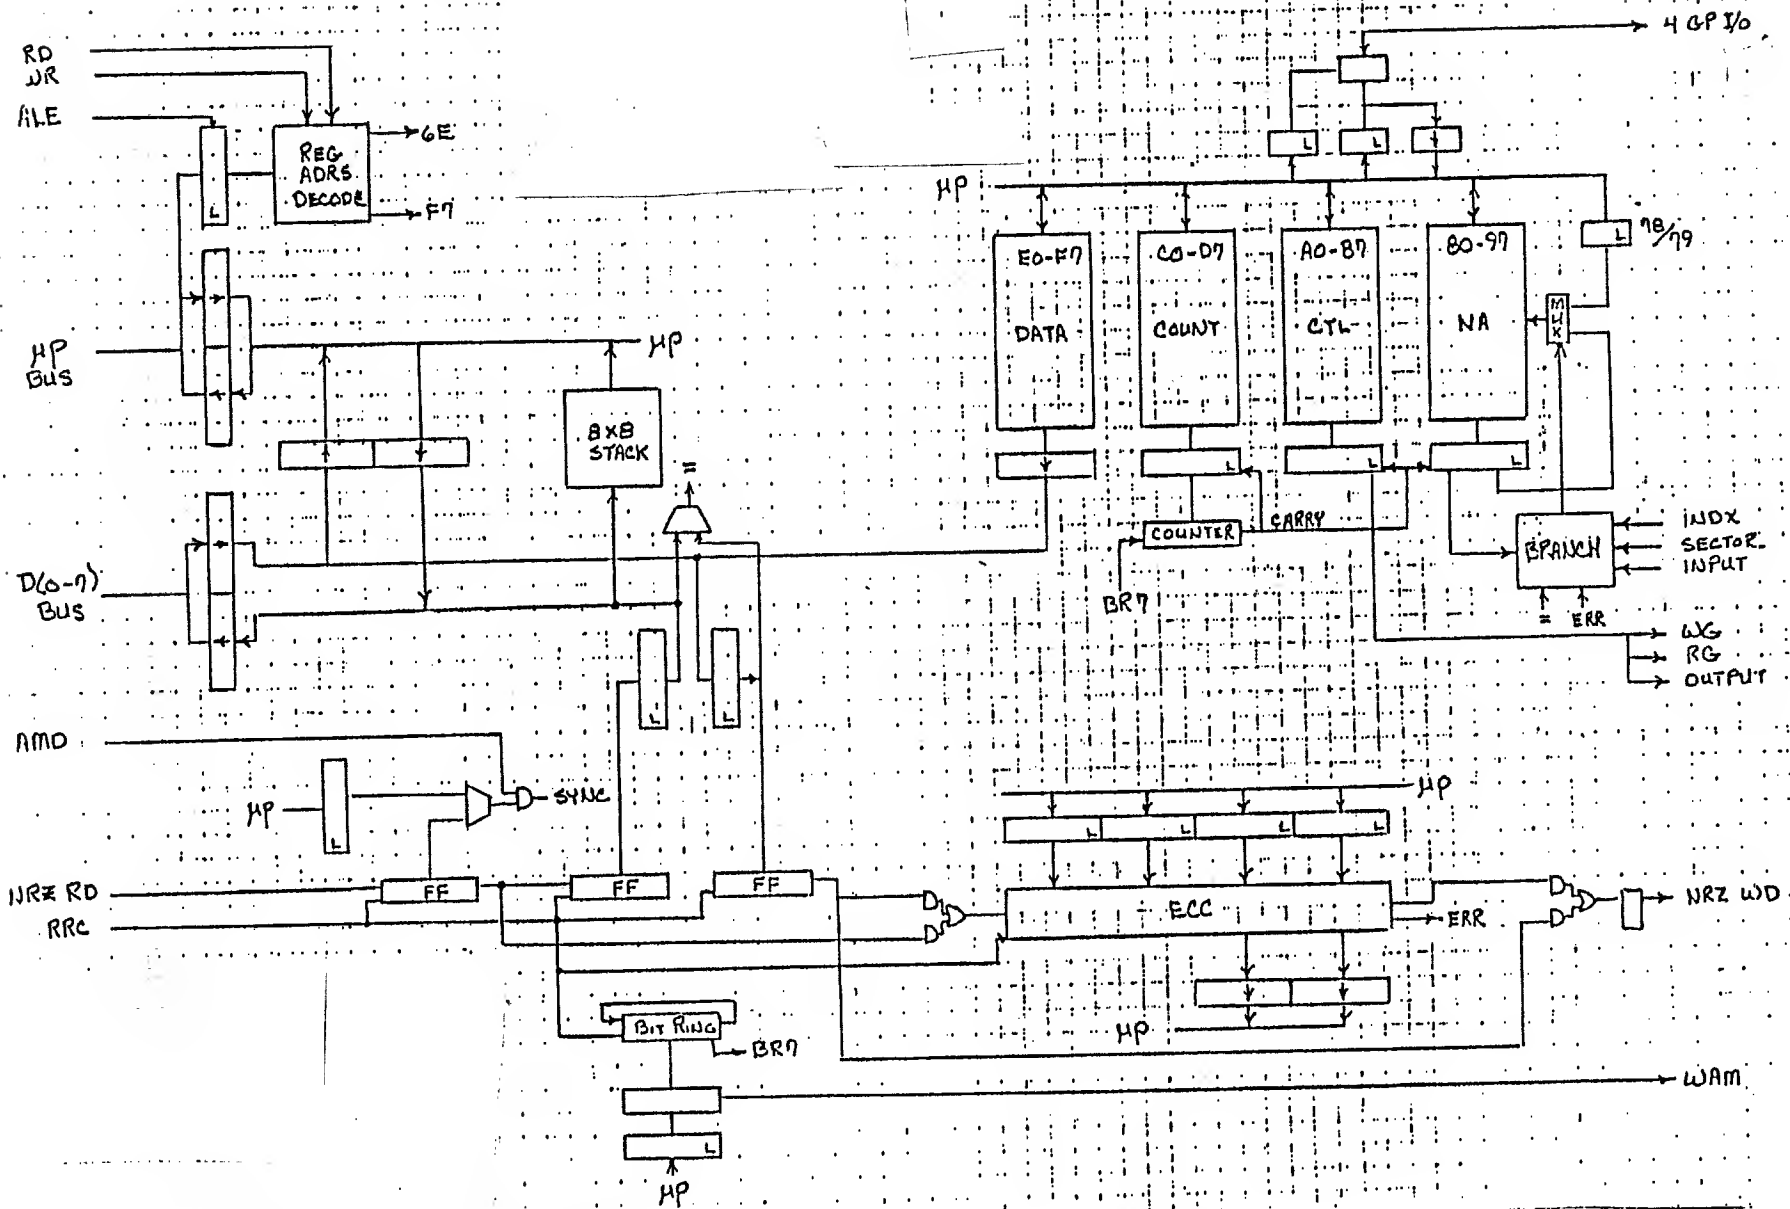 4 GP I/O
RD
WR
ALE
6E
REG
ADRS
DECODE
L
F7
L
L
μP
78/79
L
E0-F7
C0-D7
A0-B7
80-97
DATA
COUNT
CTL
NA
MUX
μP
BUS
μP
8X8
STACK
=
L
L
L
COUNTER
CARRY
BRANCH
INDX
SECTOR
INPUT
BR7
=
ERR
D(0-7)
BUS
WG
RG
OUTPUT
L
L
AMD
SYNC
μP
L
μP
L
L
L
L
NRZ RD
FF
FF
FF
RRC
ECC
ERR
NRZ WD
BIT RING
BR7
μP
WAM
L
μP